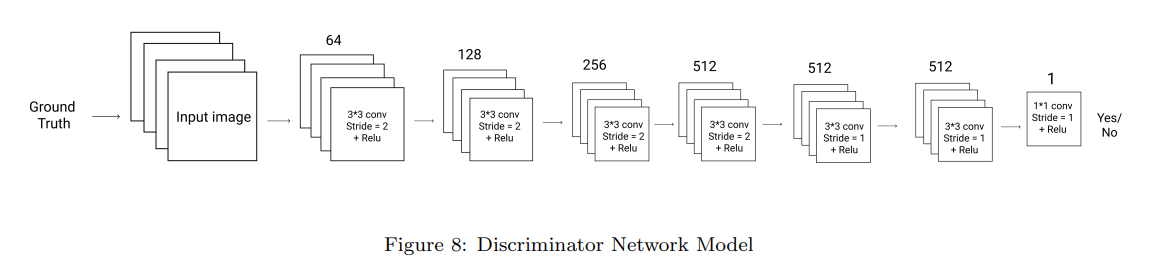 Ground
Truth
Input image
64
3*3 conv
Stride = 2
+ Relu
128
3*3 conv
Stride = 2
+ Relu
256
3*3 conv
Stride = 2
+ Relu
512
3*3 conv
Stride = 2
+ Relu
512
3*3 conv
Stride = 1
+ Relu
512
3*3 conv
Stride = 1
+ Relu
1
1*1 conv
Stride = 1
+ Relu
Yes/
No
Figure 8: Discriminator Network Model